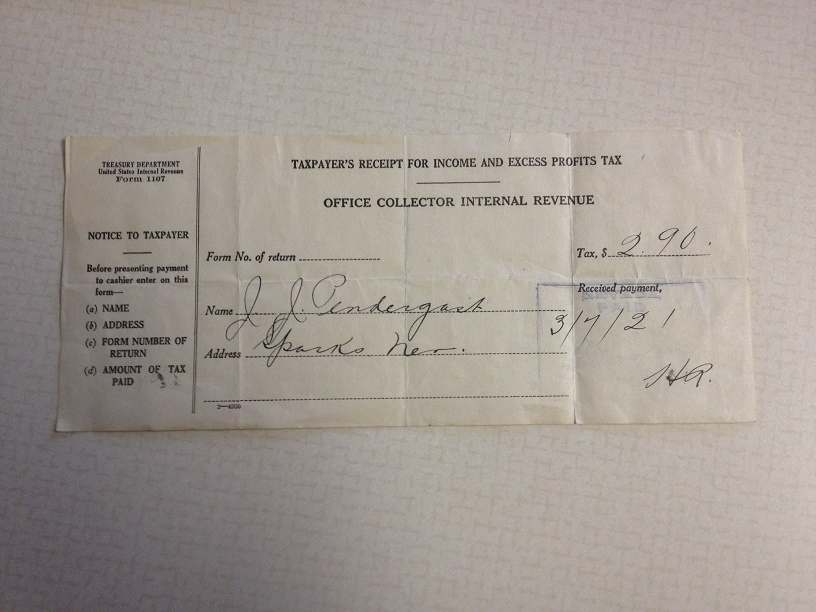 TREASURY DEPARTMENT
United States Internal Revenue
Form 1107
NOTICE TO TAXPAYER
Before presenting payment
to cashier enter on this
form—
(a) NAME
(b) ADDRESS
(c) FORM NUMBER OF
RETURN
(d) AMOUNT OF TAX
PAID
TAXPAYER'S RECEIPT FOR INCOME AND EXCESS PROFITS TAX
OFFICE COLLECTOR INTERNAL REVENUE
Form No. of return
Tax, $ 2 90.
Received payment,
Name J. J. Pendergast
3/7/21
Address Sparks Nev.